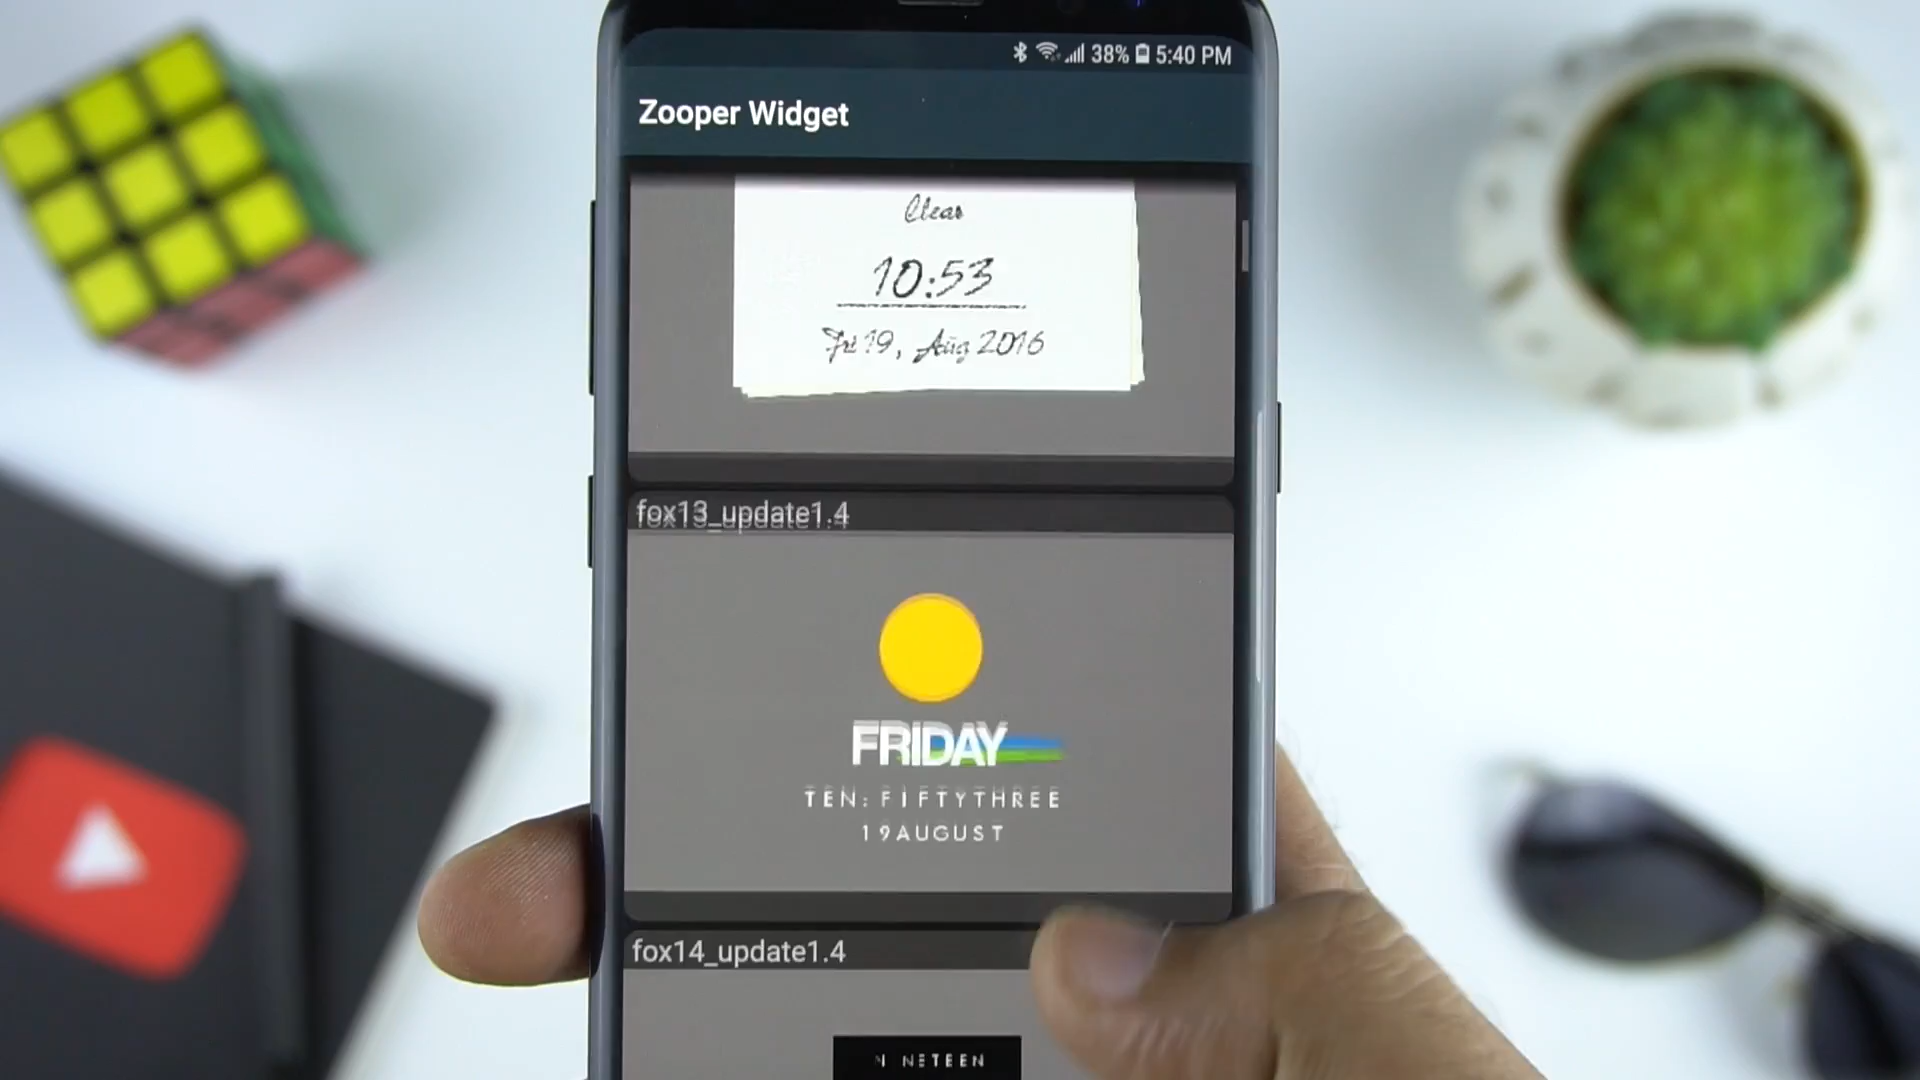 38% 5:40 PM
Zooper Widget
Clear
10:53
Fri 19, Aug 2016
fox13_update1.4
FRIDAY
TEN: FIFTYTHREE
19AUGUST
fox14_update1.4
NINETEEN